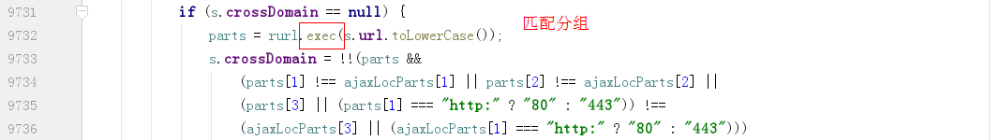 9731 if (s.crossDomain == null) { 匹配分组
9732 parts = rurl.exec(s.url.toLowerCase());
9733 s.crossDomain = !!(parts &&
9734 (parts[1] !== ajaxLocParts[1] || parts[2] !== ajaxLocParts[2] ||
9735 (parts[3] || (parts[1] === "http:" ? "80" : "443")) !==
9736 (ajaxLocParts[3] || (ajaxLocParts[1] === "http:" ? "80" : "443")))